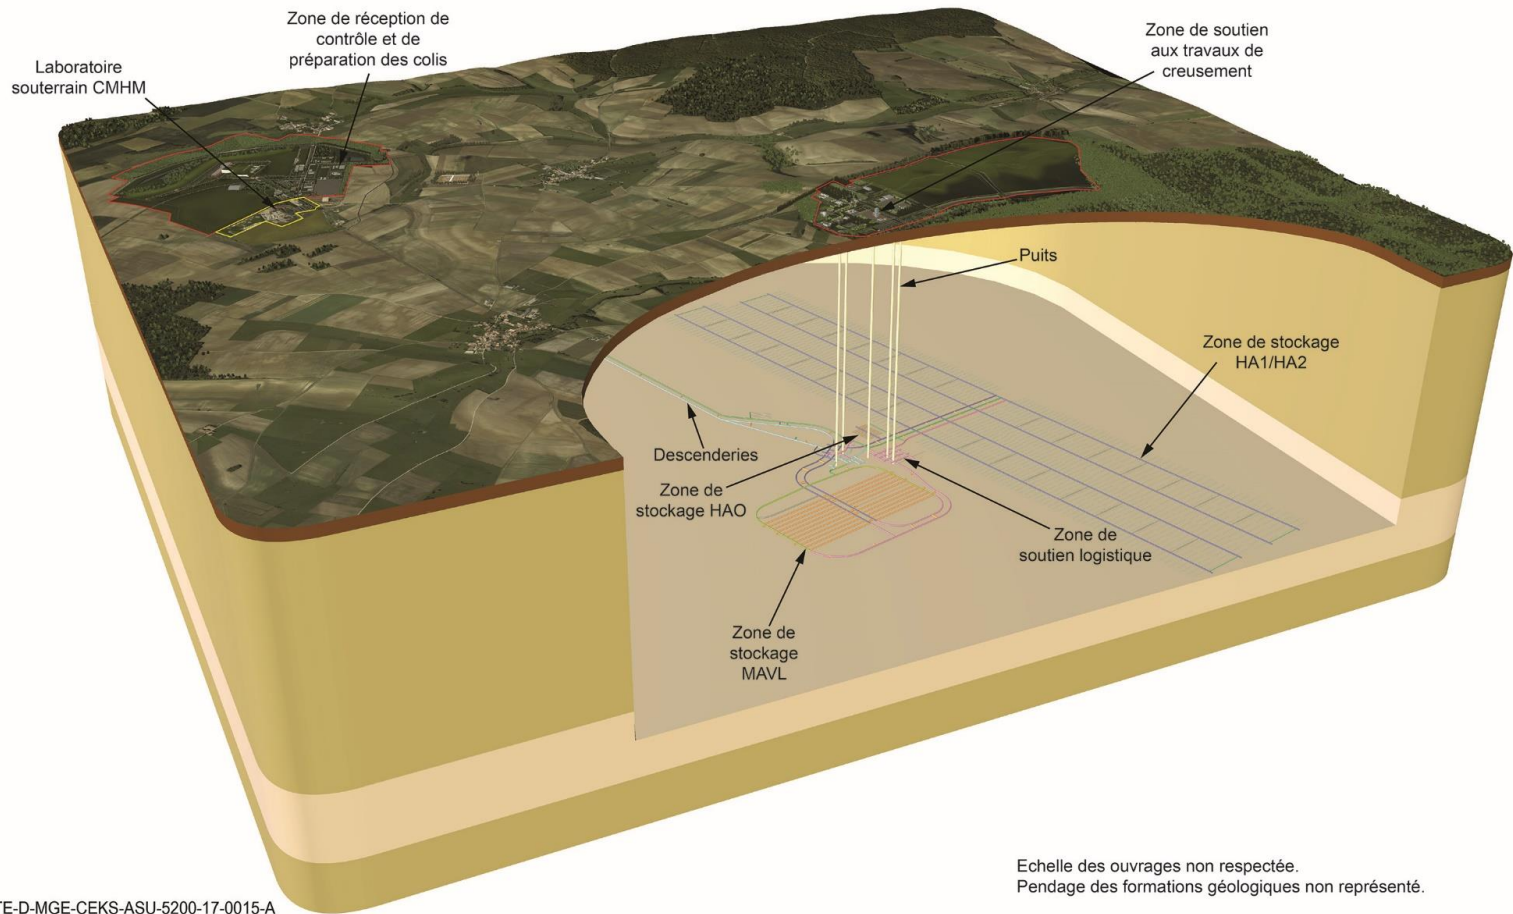 Zone de réception de
contrôle et de
préparation des colis
Laboratoire
souterrain CMHM
Zone de soutien
aux travaux de
creusement
Puits
Zone de stockage
HA1/HA2
Descenderies
Zone de
stockage HAO
Zone de
soutien logistique
Zone de
stockage
MAVL
Echelle des ouvrages non respectée.
Pendage des formations géologiques non représenté.
TE-D-MGE-CEKS-ASU-5200-17-0015-A